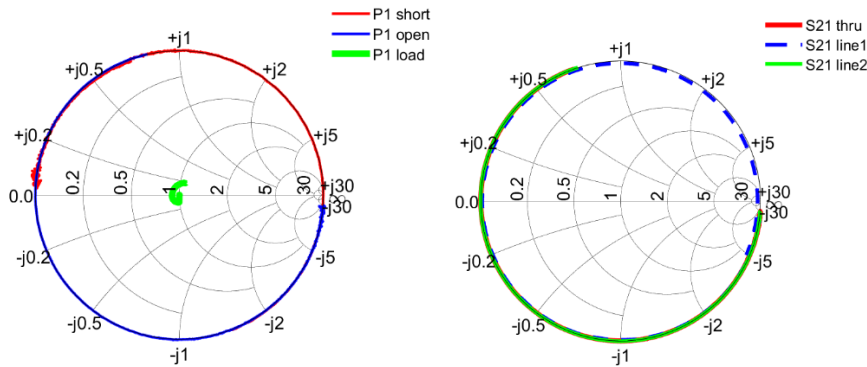 P1 short
P1 open
P1 load
+j1
+j0.5
+j2
+j0.2
+j5
0.0
0.2
0.5
1
2
5
30
+j30
-j30
-j0.2
-j5
-j0.5
-j2
-j1
S21 thru
S21 line1
S21 line2
+j1
+j0.5
+j2
+j0.2
+j5
0.0
0.2
0.5
1
2
5
30
+j30
-j30
-j0.2
-j5
-j0.5
-j2
-j1